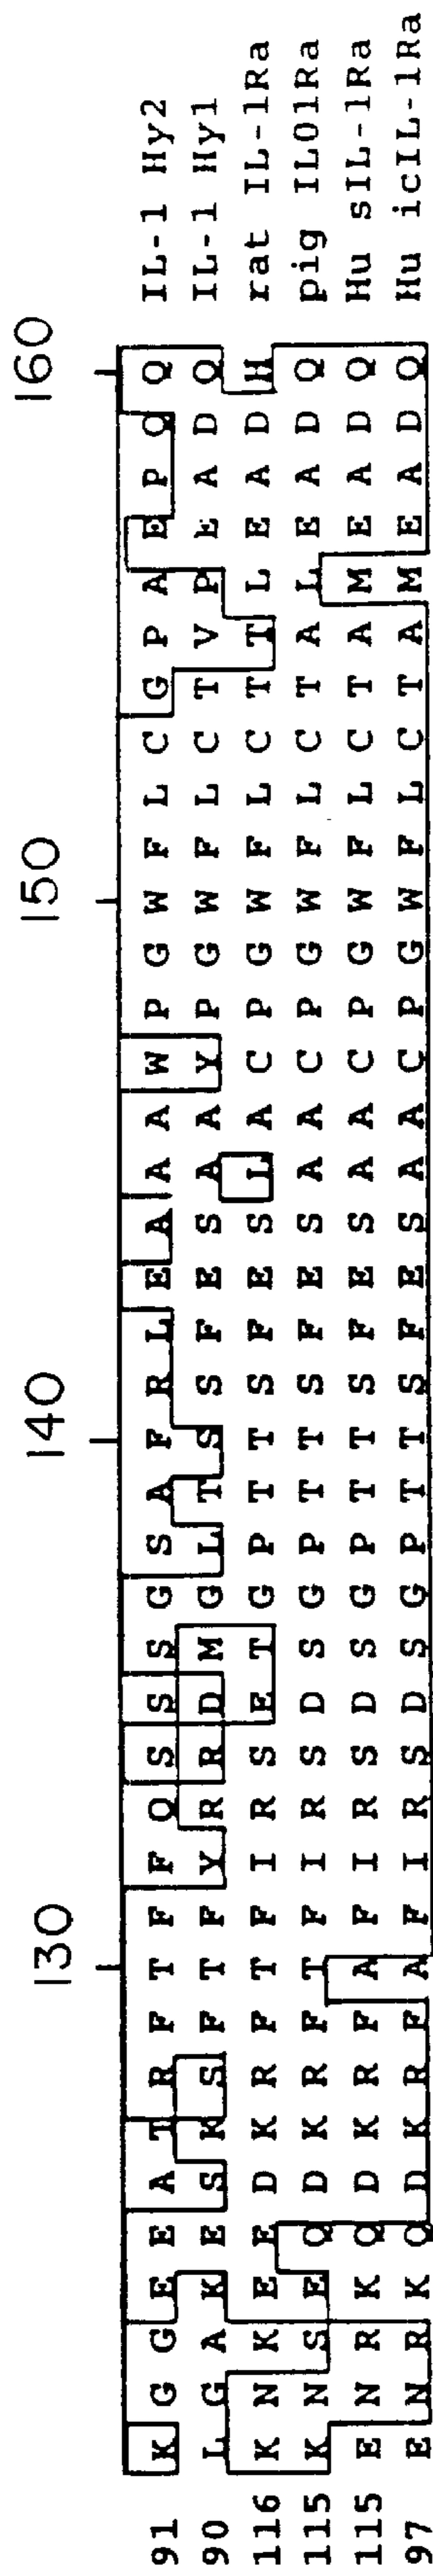 130 140 150 160
91 K G G E E A T R F T F F Q S S S G S A F R L E A A A W P G W F L C G P A E P Q Q IL-1 Hy2
90 L G A K E S K S F T F Y R R D M G L T S S F E S A A Y P G W F L C T V P E A D Q IL-1 Hy1
116 K N K E E D K R F T F I R S E T G P T T S F E S L A C P G W F L C T T L E A D H rat IL-1Ra
115 K N S E Q D K R F T F I R S D S G P T T S F E S A A C P G W F L C T A L E A D Q pig IL01Ra
115 E N R K Q D K R F A F I R S D S G P T T S F E S A A C P G W F L C T A M E A D Q Hu sIL-1Ra
97 E N R K Q D K R F A F I R S D S G P T T S F E S A A C P G W F L C T A M E A D Q Hu icIL-1Ra